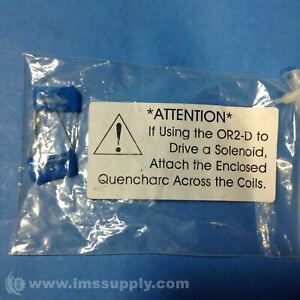 *ATTENTION*
If Using the OR2-D to
Drive a Solenoid,
Attach the Enclosed
Quencharc Across the Coils.
© www.imssupply.com